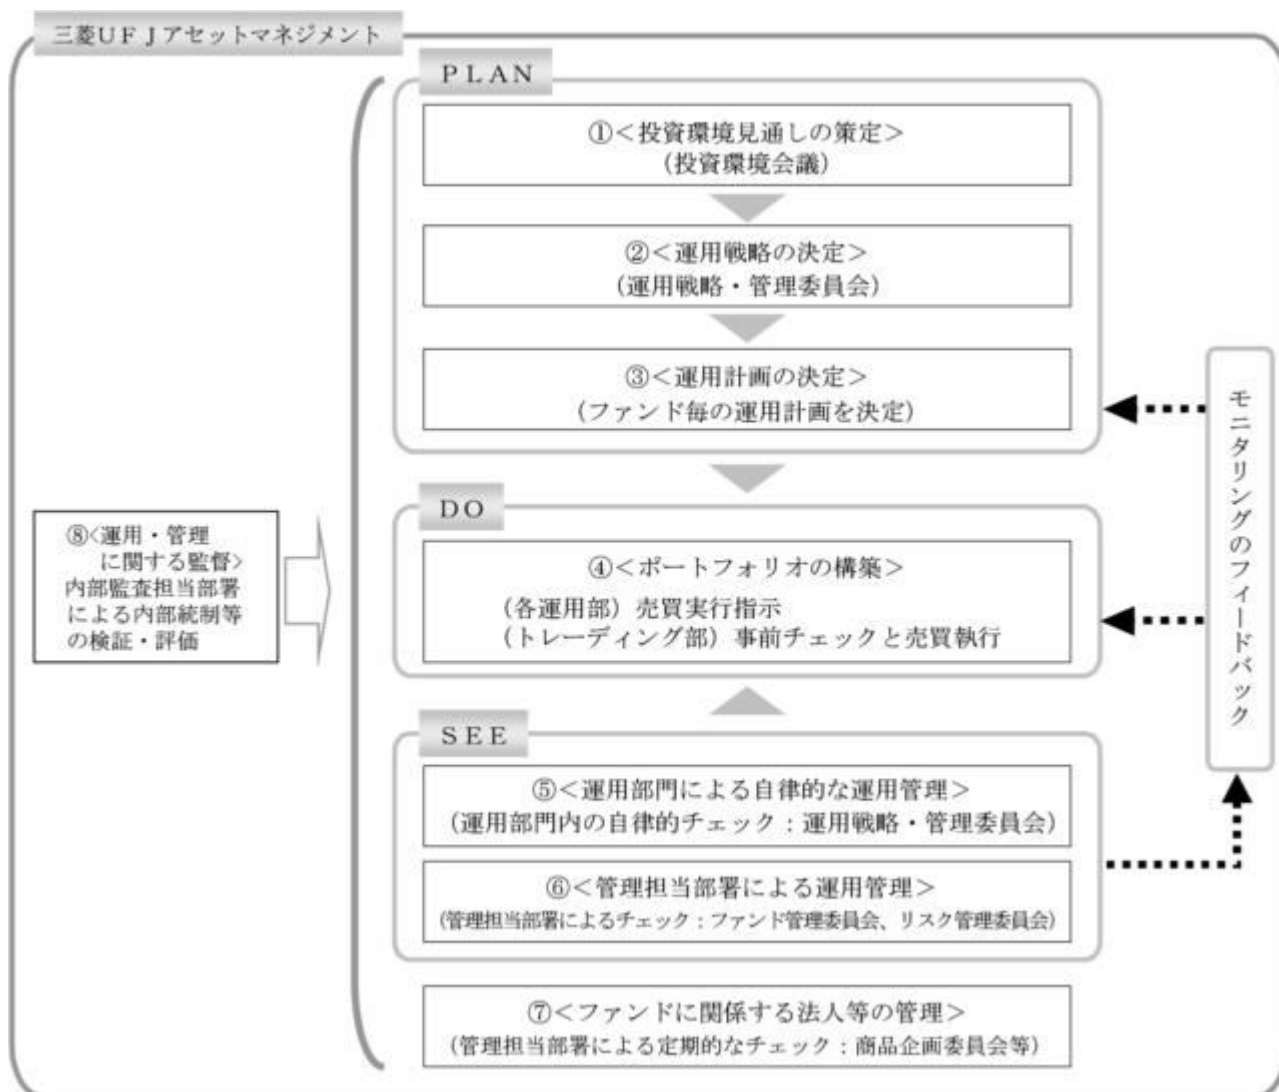 三菱ＵＦＪアセットマネジメント
ＰＬＡＮ
①＜投資環境見通しの策定＞
（投資環境会議）
②＜運用戦略の決定＞
（運用戦略・管理委員会）
③＜運用計画の決定＞
（ファンド毎の運用計画を決定）
ＤＯ
④＜ポートフォリオの構築＞
（各運用部）売買実行指示
（トレーディング部）事前チェックと売買執行
ＳＥＥ
⑤＜運用部門による自律的な運用管理＞
（運用部門内の自律的チェック：運用戦略・管理委員会）
⑥＜管理担当部署による運用管理＞
（管理担当部署によるチェック：ファンド管理委員会、リスク管理委員会）
⑦＜ファンドに関係する法人等の管理＞
（管理担当部署による定期的なチェック：商品企画委員会等）
⑧<運用・管理
に関する監督>
内部監査担当部署
による内部統制等
の検証・評価
モニタリングのフィードバック